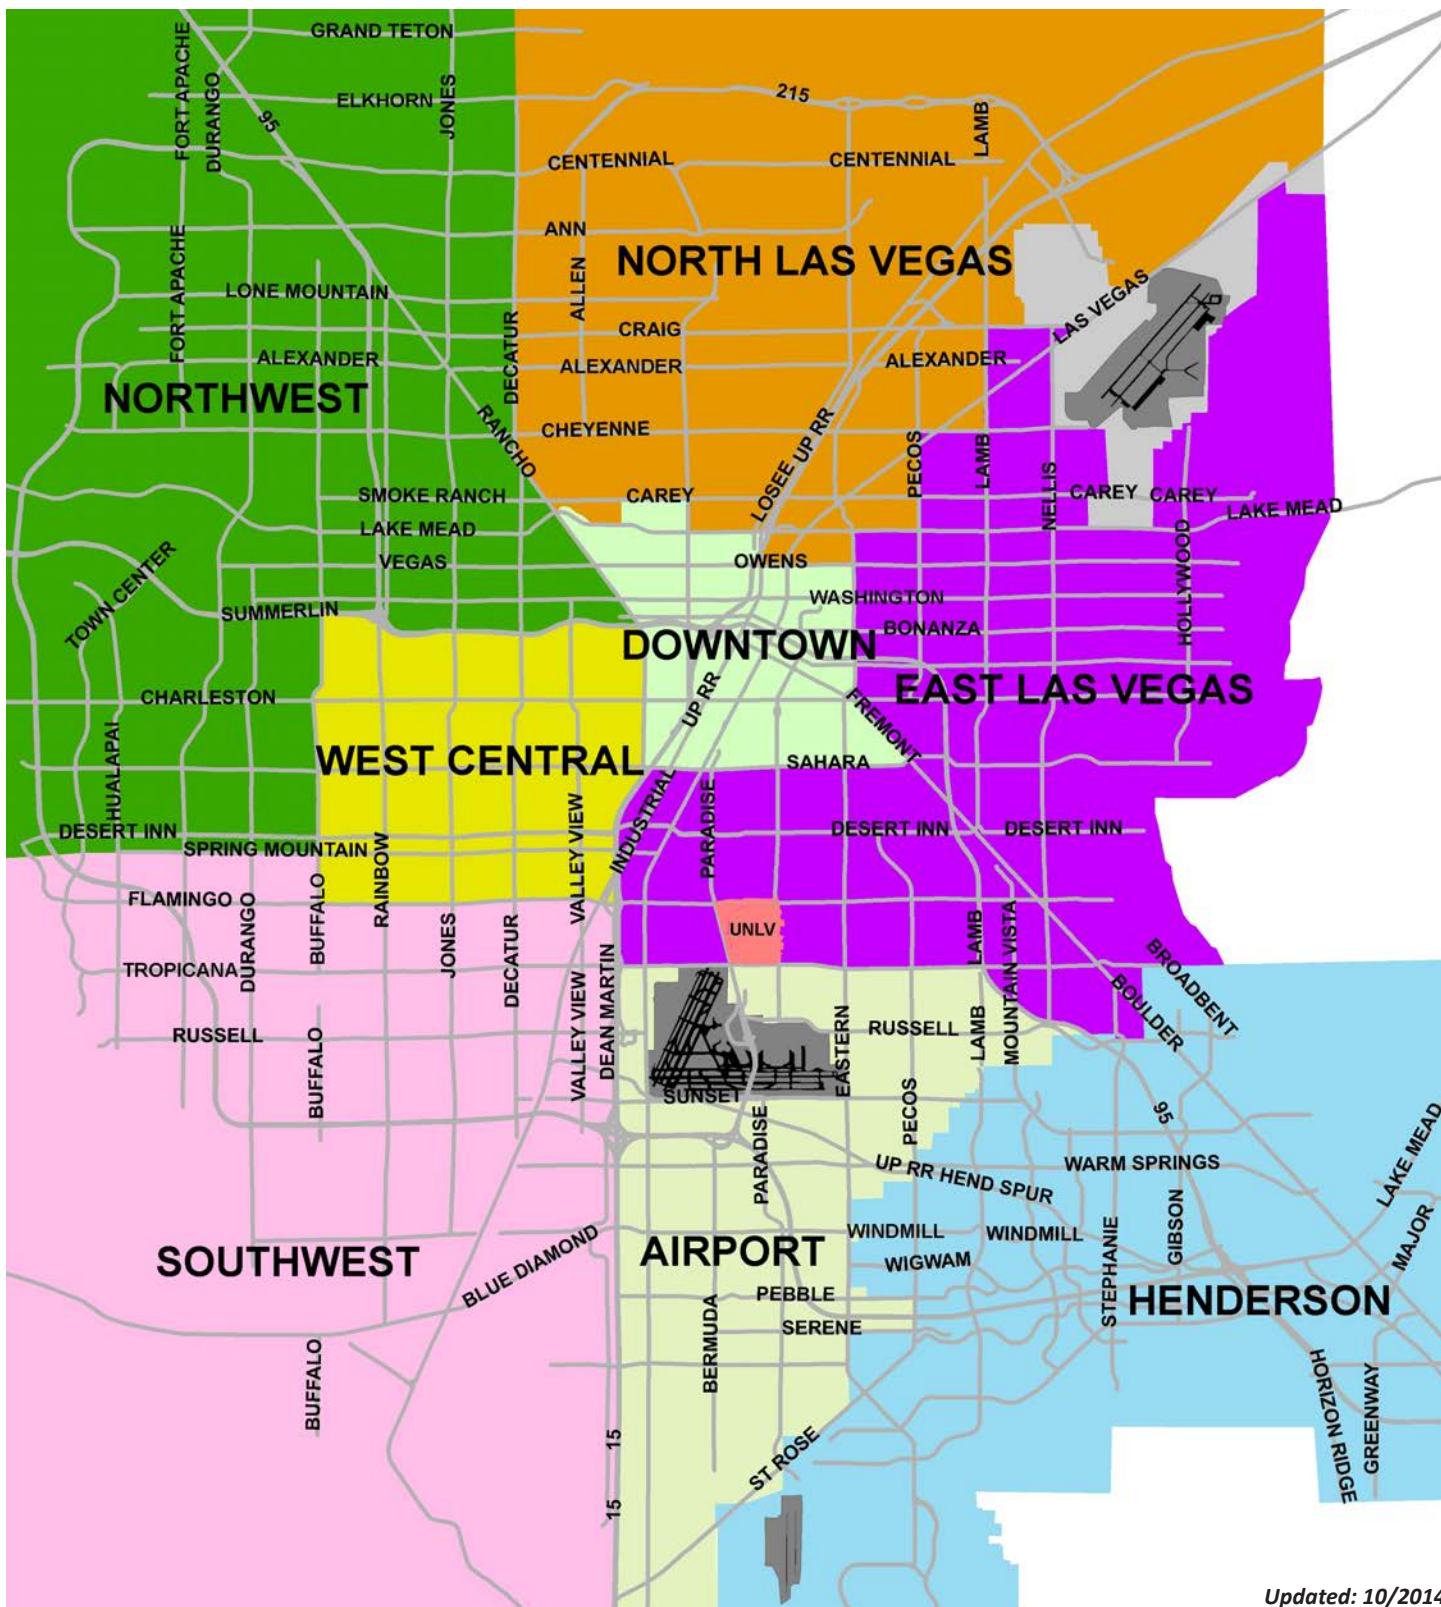 GRAND TETON
FORT APACHE
DURANGO
95
ELKHORN
JONES
215
LAMB
CENTENNIAL
CENTENNIAL
ANN
NORTH LAS VEGAS
FORT APACHE
LONE MOUNTAIN
ALLEN
LAS VEGAS
CRAIG
DECATUR
ALEXANDER
ALEXANDER
ALEXANDER
NORTHWEST
RANCHO
CHEYENNE
UP RR
LOSEE
PECOS
LAMB
NELLIS
SMOKE RANCH
CAREY
CAREY
CAREY
LAKE MEAD
LAKE MEAD
VEGAS
OWENS
TOWN CENTER
HOLLYWOOD
WASHINGTON
SUMMERLIN
BONANZA
DOWNTOWN
EAST LAS VEGAS
CHARLESTON
UP RR
FREMONT
HUALAPAI
WEST CENTRAL
SAHARA
INDUSTRIAL
PARADISE
VALLEY VIEW
DESERT INN
DESERT INN
DESERT INN
SPRING MOUNTAIN
RAINBOW
FLAMINGO
DURANGO
BUFFALO
UNLV
JONES
DECATUR
LAMB
MOUNTAIN VISTA
TROPICANA
BROADBENT
BOULDER
VALLEY VIEW
DEAN MARTIN
RUSSELL
RUSSELL
BUFFALO
EASTERN
LAMB
SUNSET
95
PECOS
PARADISE
LAKE MEAD
UP RR HEND SPUR
WARM SPRINGS
WINDMILL
WINDMILL
GIBSON
MAJOR
STEPHANIE
SOUTHWEST
BLUE DIAMOND
AIRPORT
WIGWAM
PEBBLE
HENDERSON
SERENE
BERMUDA
BUFFALO
HORIZON RIDGE
GREENWAY
15
ST ROSE
15
Updated: 10/2014